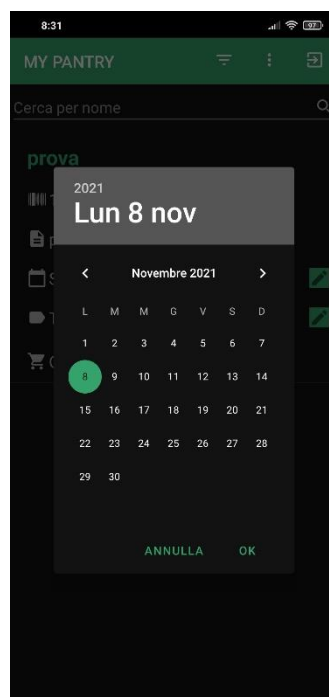 8:31
97
MY PANTRY
Cerca per nome
prova
2021
Lun 8 nov
Novembre 2021
L M M G V S D
1 2 3 4 5 6 7
8 9 10 11 12 13 14
15 16 17 18 19 20 21
22 23 24 25 26 27 28
29 30
ANNULLA OK